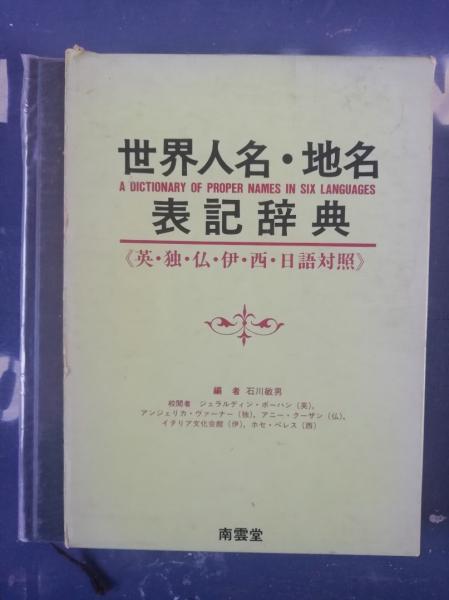 世界人名・地名
A DICTIONARY OF PROPER NAMES IN SIX LANGUAGES
表記辞典
《英・独・仏・伊・西・日語対照》
編 者 石川敏男
校閲者 ジェラルディン・ボーハン(英),
アンジェリカ・ヴァーナー(独), アニー・クーザン(仏),
イタリア文化会館(伊), ホセ・ベレス(西)
南雲堂